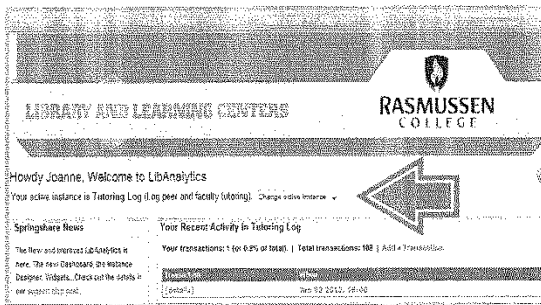 LIBRARY AND LEARNING CENTERS
RASMUSSEN
COLLEGE
Howdy Joanne, Welcome to LibAnalytics
Your active instance is Tutoring Log (Log peer and faculty tutoring). Change active instance
Springshare News
The New and Improved LibAnalytics is
here. The new Dashboard, the Instance
Designer, Widgets...Check out the details in
our support blog post.
Your Recent Activity in Tutoring Log
Your transactions: 1 (or 0.9% of total). | Total transactions: 108 | Add a Transaction.
[details]
2012,